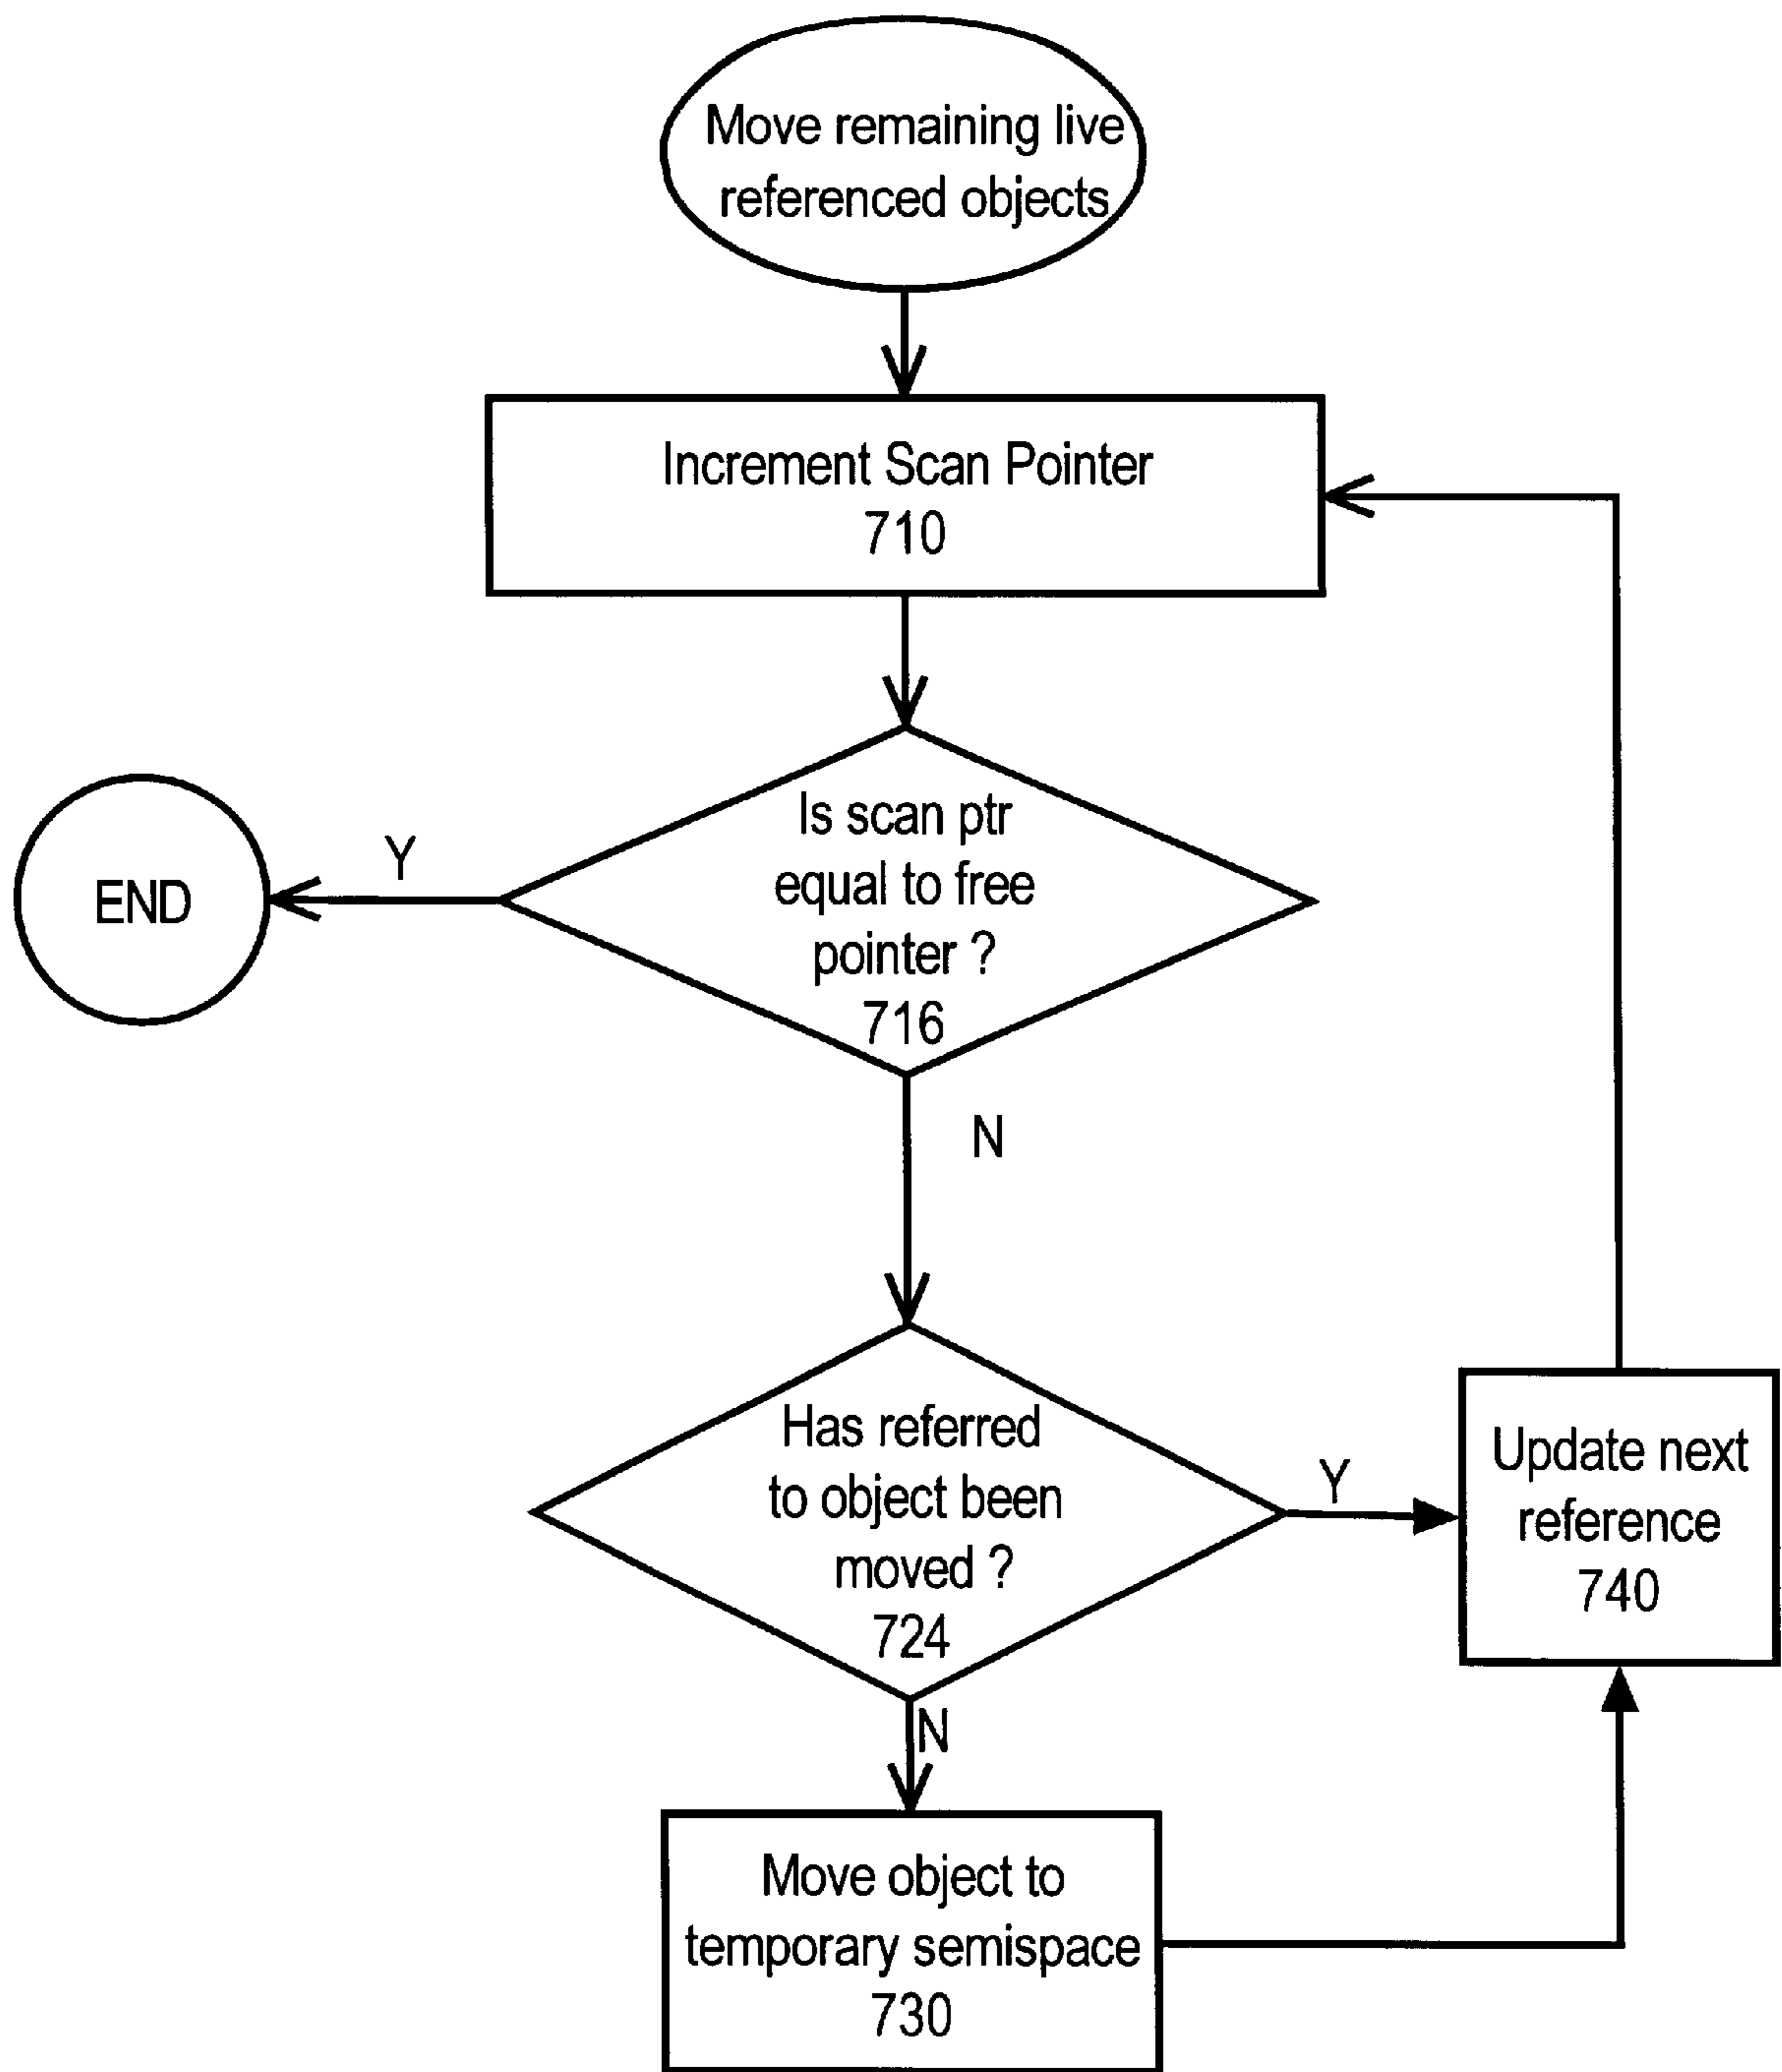 Move remaining live
referenced objects
Increment Scan Pointer
710
Is scan ptr
equal to free
pointer ?
716
Y
END
N
Has referred
to object been
moved ?
724
Y
Update next
reference
740
N
Move object to
temporary semispace
730